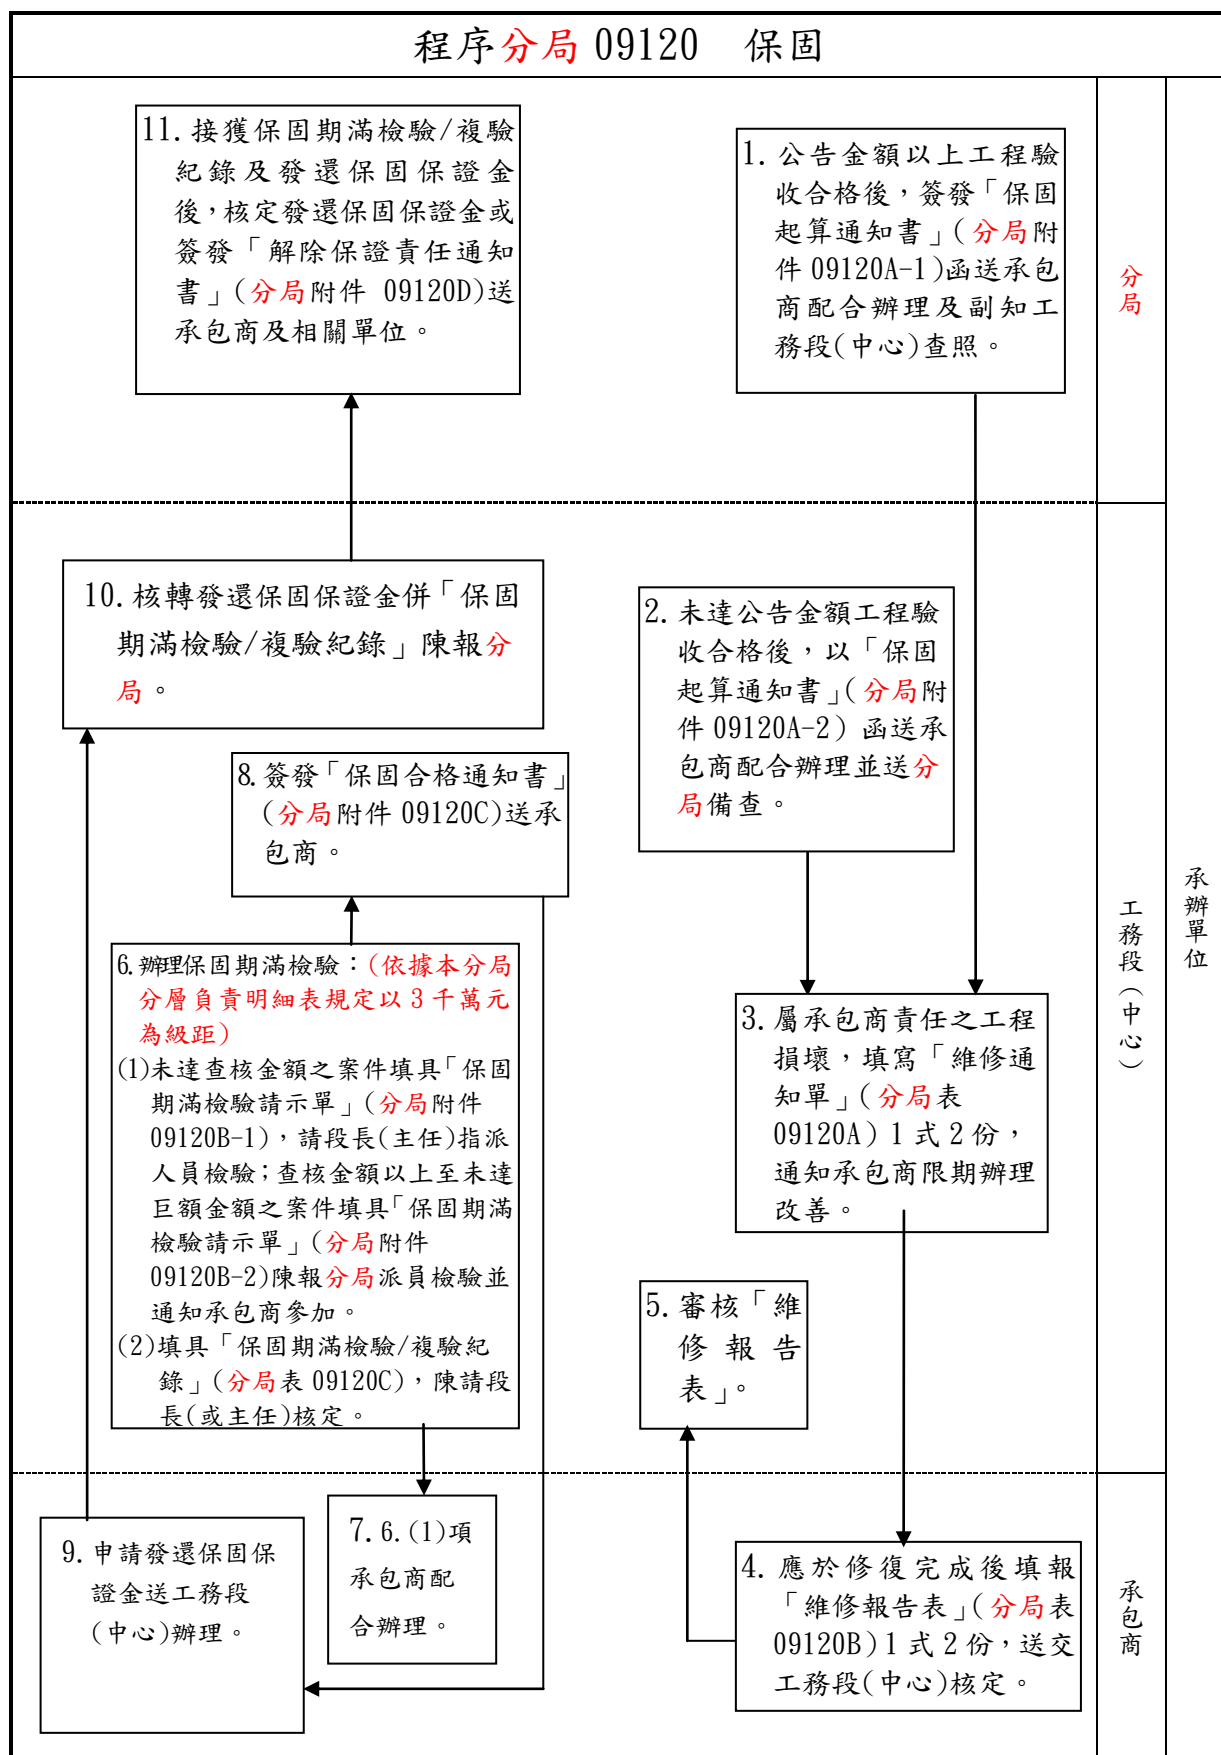 程序分局 09120 保固
11. 接獲保固期滿檢驗/複驗
紀錄及發還保固保證金
後，核定發還保固保證金或
簽發「解除保證責任通知
書」(分局附件 09120D)送
承包商及相關單位。
1. 公告金額以上工程驗
收合格後，簽發「保固
起算通知書」(分局附
件 09120A-1)函送承包
商配合辦理及副知工
務段(中心)查照。
分局
10. 核轉發還保固保證金併「保固
期滿檢驗/複驗紀錄」陳報分
局。
2. 未達公告金額工程驗
收合格後，以「保固
起算通知書」(分局附
件 09120A-2) 函送承
包商配合辦理並送分
局備查。
8. 簽發「保固合格通知書」
(分局附件 09120C)送承
包商。
6. 辦理保固期滿檢驗：(依據本分局
分層負責明細表規定以 3 千萬元
為級距)
(1)未達查核金額之案件填具「保固
期滿檢驗請示單」(分局附件
09120B-1)，請段長(主任)指派
人員檢驗；查核金額以上至未達
巨額金額之案件填具「保固期滿
檢驗請示單」(分局附件
09120B-2)陳報分局派員檢驗並
通知承包商參加。
(2)填具「保固期滿檢驗/複驗紀
錄」(分局表 09120C)，陳請段
長(或主任)核定。
3. 屬承包商責任之工程
損壞，填寫「維修通
知單」(分局表
09120A) 1 式 2 份，
通知承包商限期辦理
改善。
5. 審核「維
修報告
表」。
工務段(中心)
承辦單位
9. 申請發還保固保
證金送工務段
(中心)辦理。
7. 6. (1)項
承包商配
合辦理。
4. 應於修復完成後填報
「維修報告表」(分局表
09120B) 1 式 2 份，送交
工務段(中心)核定。
承包商